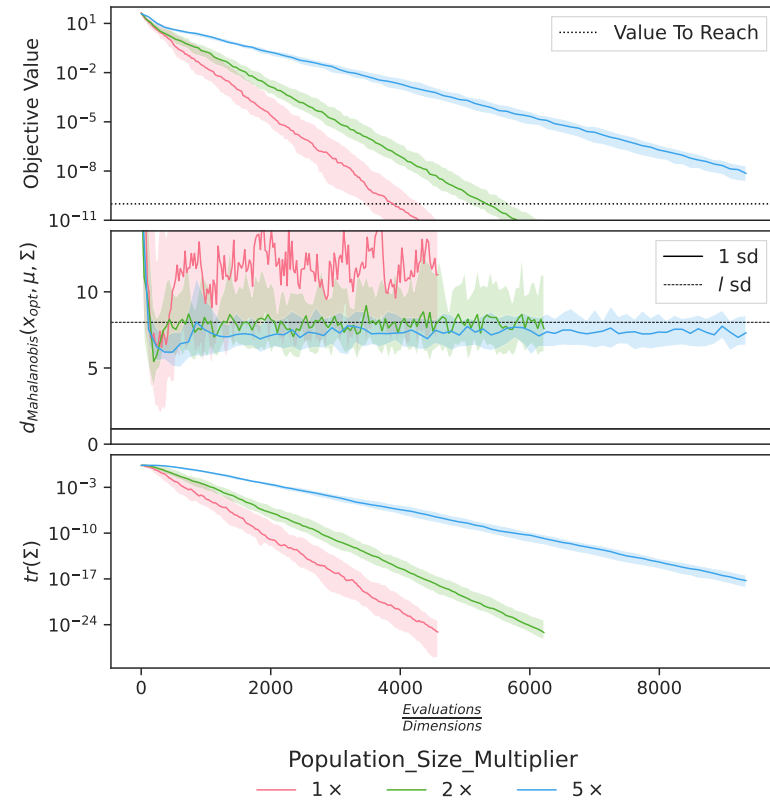 Objective Value
10^1
10^-2
10^-5
10^-8
10^-11
Value To Reach
d_Mahalanobis(x_opt, μ, Σ)
10
5
0
1 sd
l sd
tr(Σ)
10^-3
10^-10
10^-17
10^-24
0 2000 4000 6000 8000
Evaluations
Dimensions
Population_Size_Multiplier
1 × 2 × 5 ×